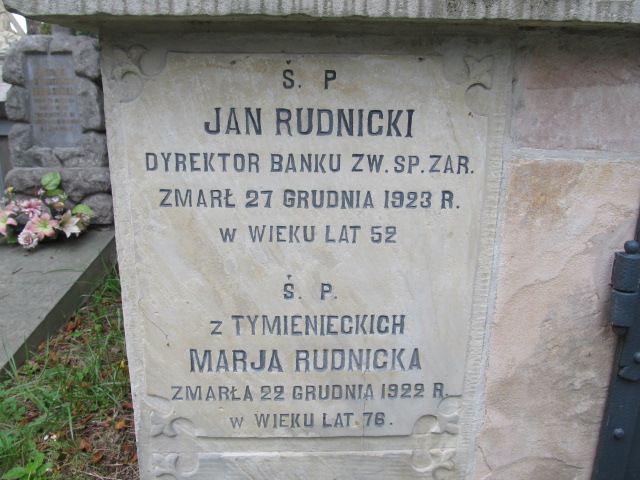 Ś. P
JAN RUDNICKI
DYREKTOR BANKU ZW. SP. ZAR.
ZMARŁ 27 GRUDNIA 1923 R.
W WIEKU LAT 52
Ś. P.
Z TYMIENIECKICH
MARJA RUDNICKA
ZMARŁA 22 GRUDNIA 1922 R.
W WIEKU LAT 76.